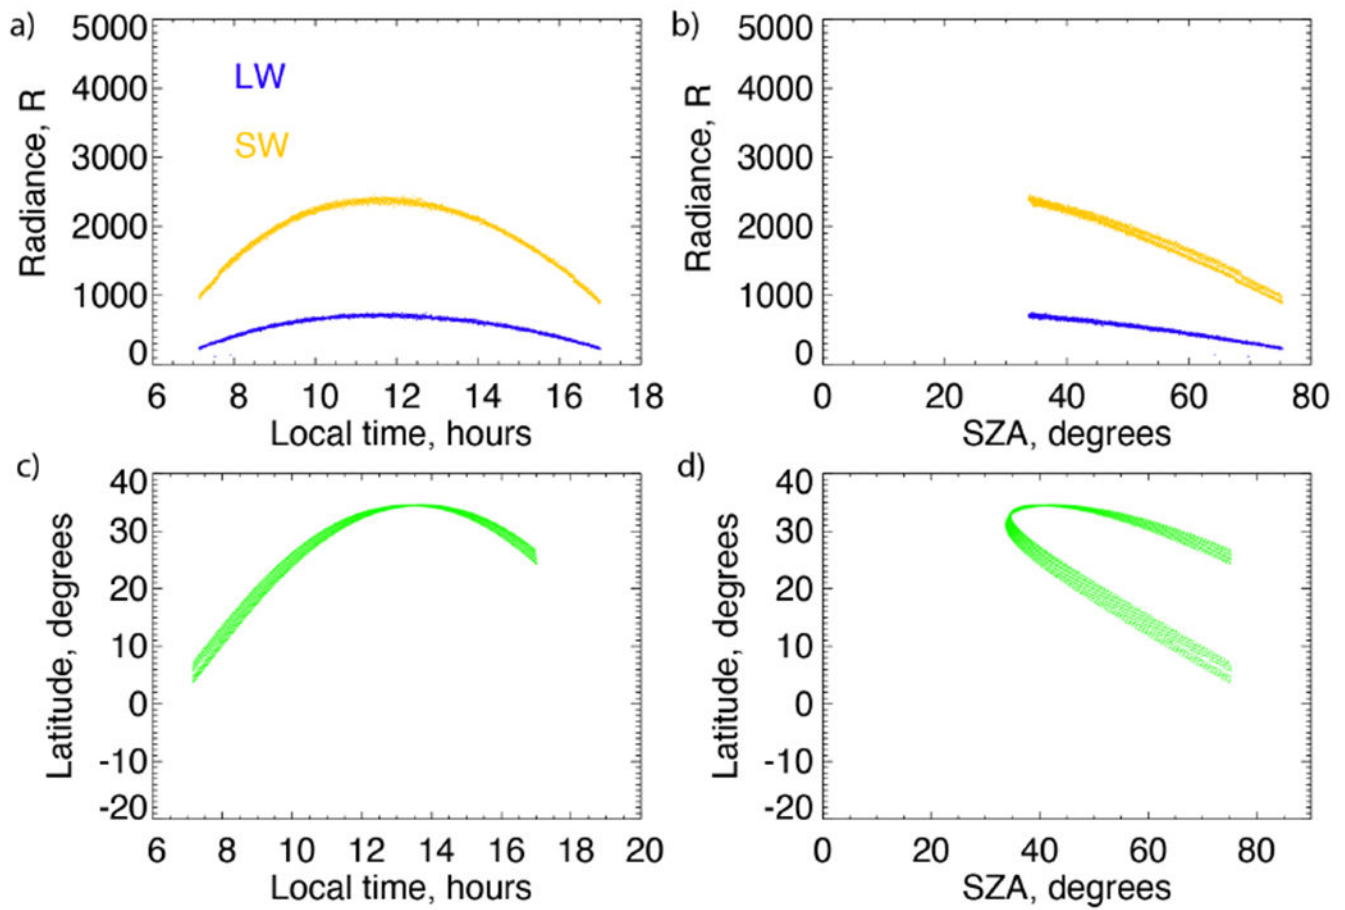 a)
5000
4000
3000
2000
1000
0
Radiance, R
LW
SW
6 8 10 12 14 16 18
Local time, hours
b)
5000
4000
3000
2000
1000
0
Radiance, R
0 20 40 60 80
SZA, degrees
c)
40
30
20
10
0
-10
-20
Latitude, degrees
6 8 10 12 14 16 18 20
Local time, hours
d)
40
30
20
10
0
-10
-20
Latitude, degrees
0 20 40 60 80
SZA, degrees